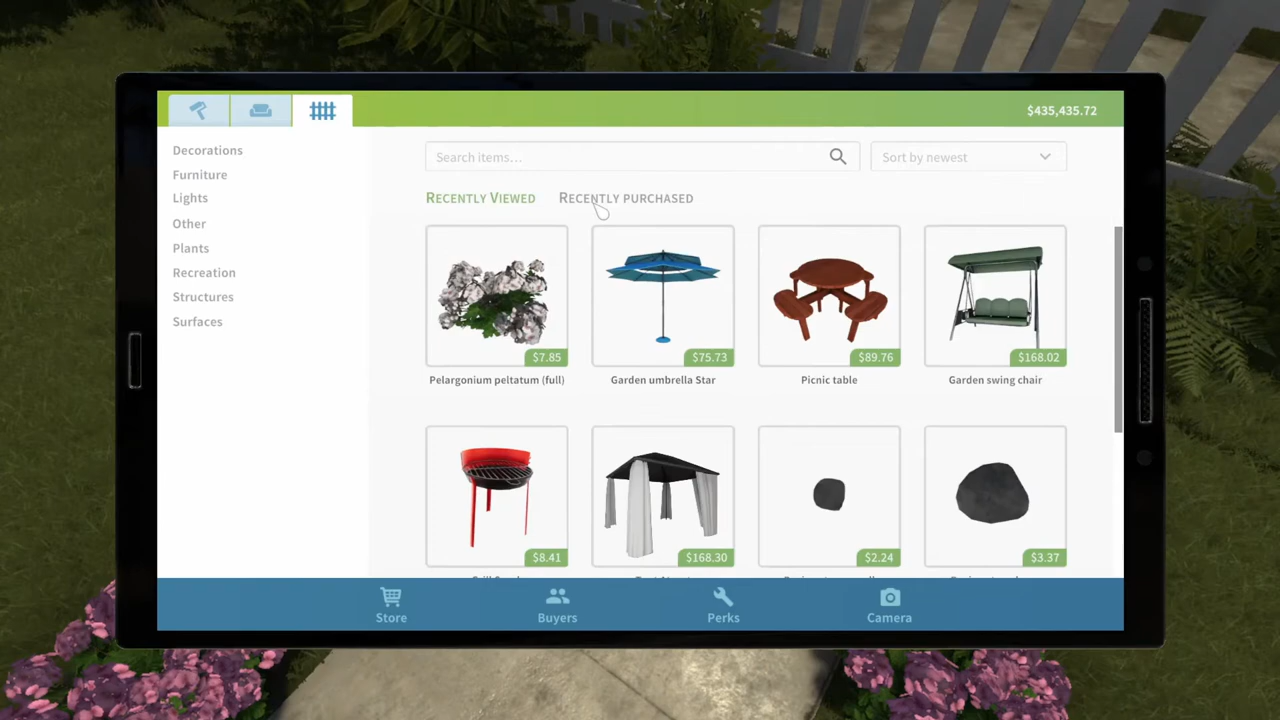 $435,435.72
Decorations
Furniture
Lights
Other
Plants
Recreation
Structures
Surfaces
Search items...
Sort by newest
RECENTLY VIEWED
RECENTLY PURCHASED
$7.85
$75.73
$89.76
$168.02
Pelargonium peltatum (full)
Garden umbrella Star
Picnic table
Garden swing chair
$8.41
$168.30
$2.24
$3.37
Store
Buyers
Perks
Camera